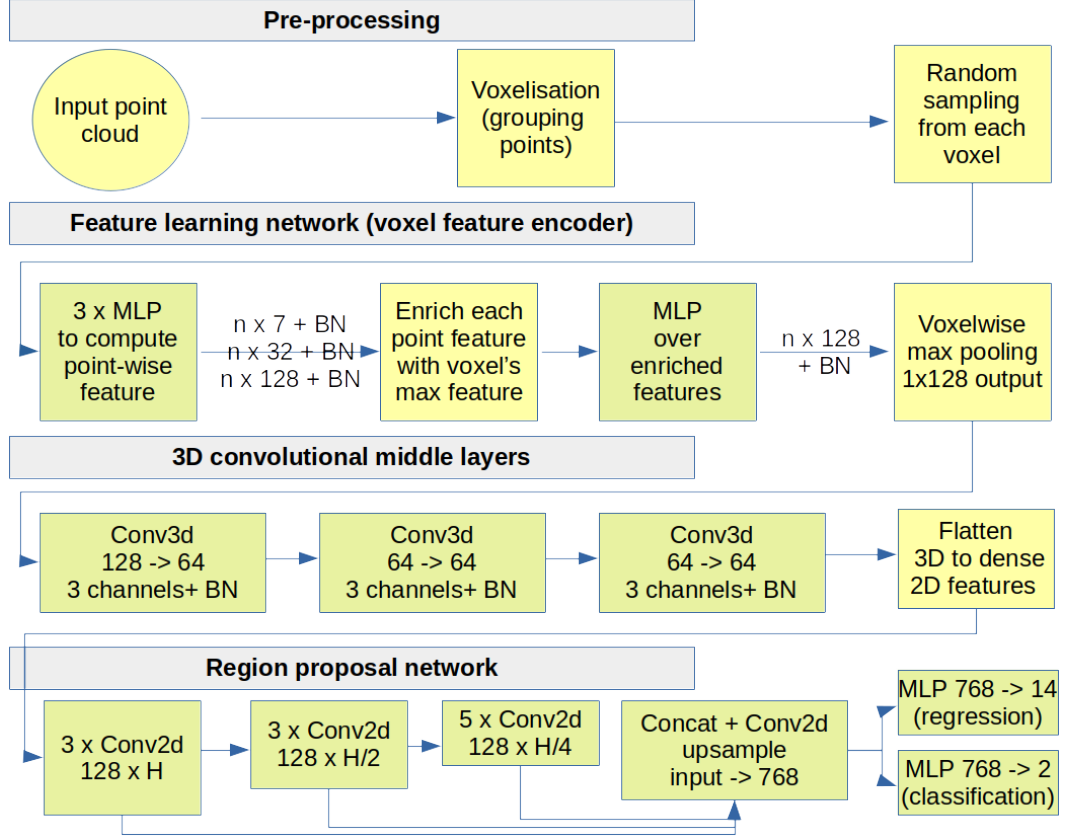 Pre-processing
Input point
cloud
Voxelisation
(grouping
points)
Random
sampling
from each
voxel
Feature learning network (voxel feature encoder)
3 x MLP
to compute
point-wise
feature
n x 7 + BN
n x 32 + BN
n x 128 + BN
Enrich each
point feature
with voxel's
max feature
MLP
over
enriched
features
n x 128
+ BN
Voxelwise
max pooling
1x128 output
3D convolutional middle layers
Conv3d
128 -> 64
3 channels+ BN
Conv3d
64 -> 64
3 channels+ BN
Conv3d
64 -> 64
3 channels+ BN
Flatten
3D to dense
2D features
Region proposal network
3 x Conv2d
128 x H
3 x Conv2d
128 x H/2
5 x Conv2d
128 x H/4
Concat + Conv2d
upsample
input -> 768
MLP 768 -> 14
(regression)
MLP 768 -> 2
(classification)